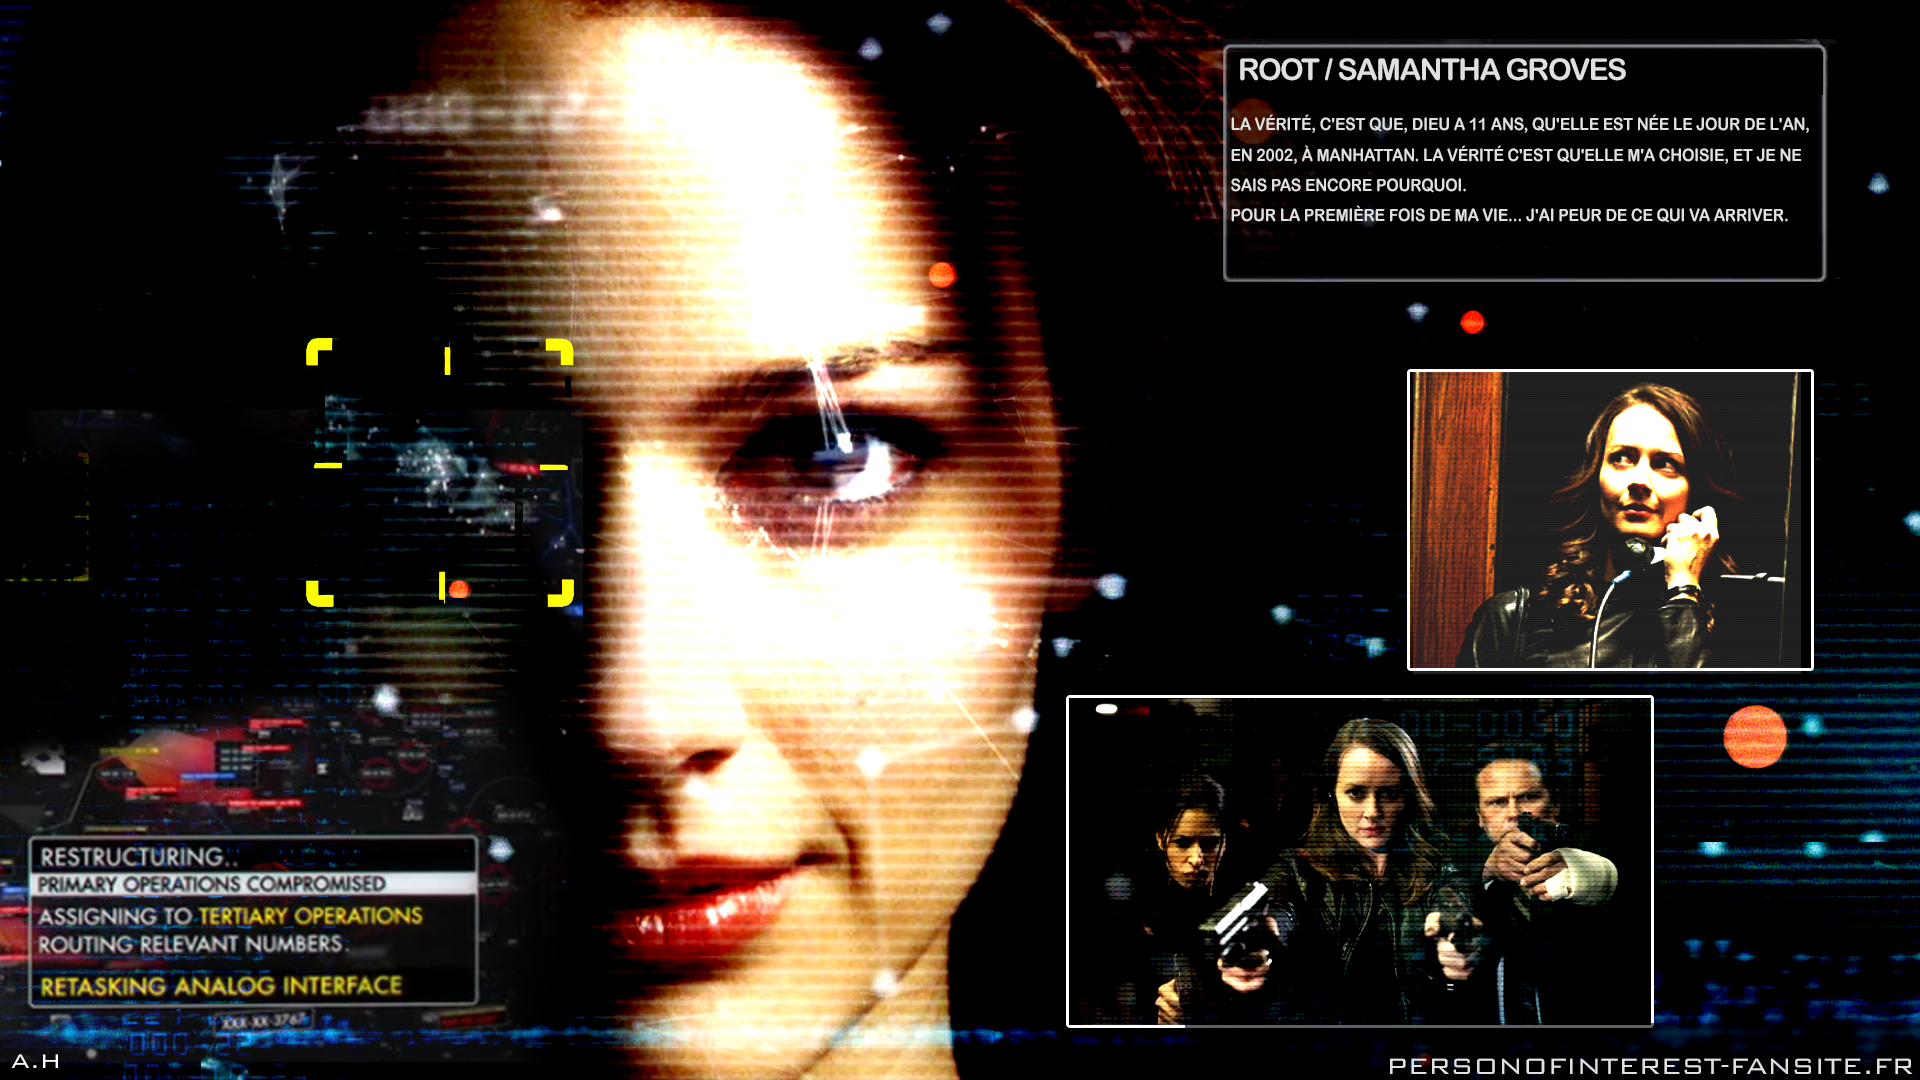 ROOT / SAMANTHA GROVES
LA VÉRITÉ, C'EST QUE, DIEU A 11 ANS, QU'ELLE EST NÉE LE JOUR DE L'AN,
EN 2002, À MANHATTAN. LA VÉRITÉ C'EST QU'ELLE M'A CHOISIE, ET JE NE
SAIS PAS ENCORE POURQUOI.
POUR LA PREMIÈRE FOIS DE MA VIE... J'AI PEUR DE CE QUI VA ARRIVER.
RESTRUCTURING..
PRIMARY OPERATIONS COMPROMISED
ASSIGNING TO TERTIARY OPERATIONS
ROUTING RELEVANT NUMBERS.
RETASKING ANALOG INTERFACE
XXX-XX-3767
A.H
PERSONOFINTEREST-FANSITE.FR